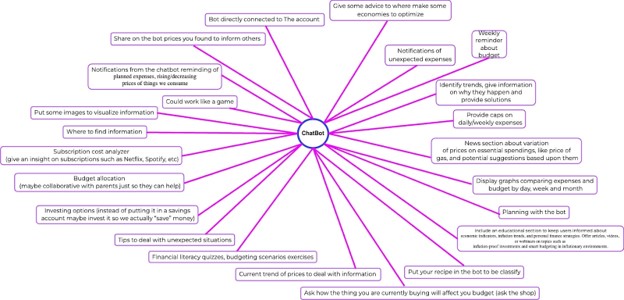 Give some advice to where make some
economies to optimize
Bot directly connected to The account
Weekly
reminder
about
budget
Share on the bot prices you found to inform others
Notifications of
unexpected expenses
Notifications from the chatbot reminding of
planned expenses, rising/decreasing
prices of things we consume
Identify trends, give information
on why they happen and
provide solutions
Could work like a game
Put some images to visualize information
Provide caps on
daily/weekly expenses
Where to find information
ChatBot
News section about variation
of prices on essential spendings, like price of
gas, and potential suggestions based upon them
Subscription cost analyzer
(give an insight on subscriptions such as Netflix, Spotify, etc)
Budget allocation
(maybe collaborative with parents just so they can help)
Display graphs comparing expenses and
budget by day, week and month
Investing options (instead of putting it in a savings
account maybe invest it so we actually "save" money)
Planning with the bot
Tips to deal with unexpected situations
Include an educational section to keep users informed about
economic indicators, inflation trends, and personal finance strategies. Offer articles, videos,
or webinars on topics such as
inflation-proof investments and smart budgeting in inflationary environments.
Financial literacy quizzes, budgeting scenarios exercises
Current trend of prices to deal with information
Put your recipe in the bot to be classify
Ask how the thing you are currently buying will affect you budget (ask the shop)